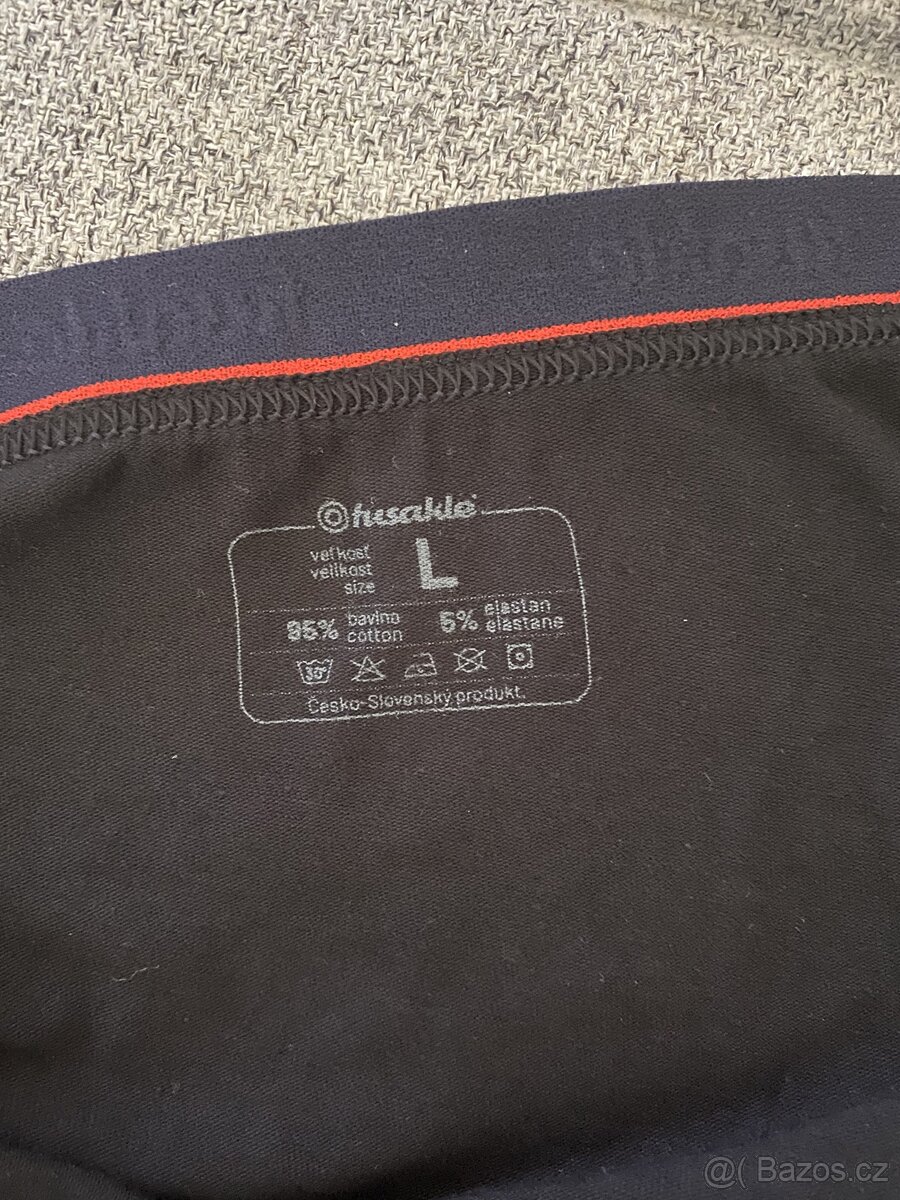 fusakle®
veľkosť
velikost
size
L
95% bavlna
cotton
5% elastan
elastane
30°
Česko-Slovenský produkt.
@( Bazos.cz